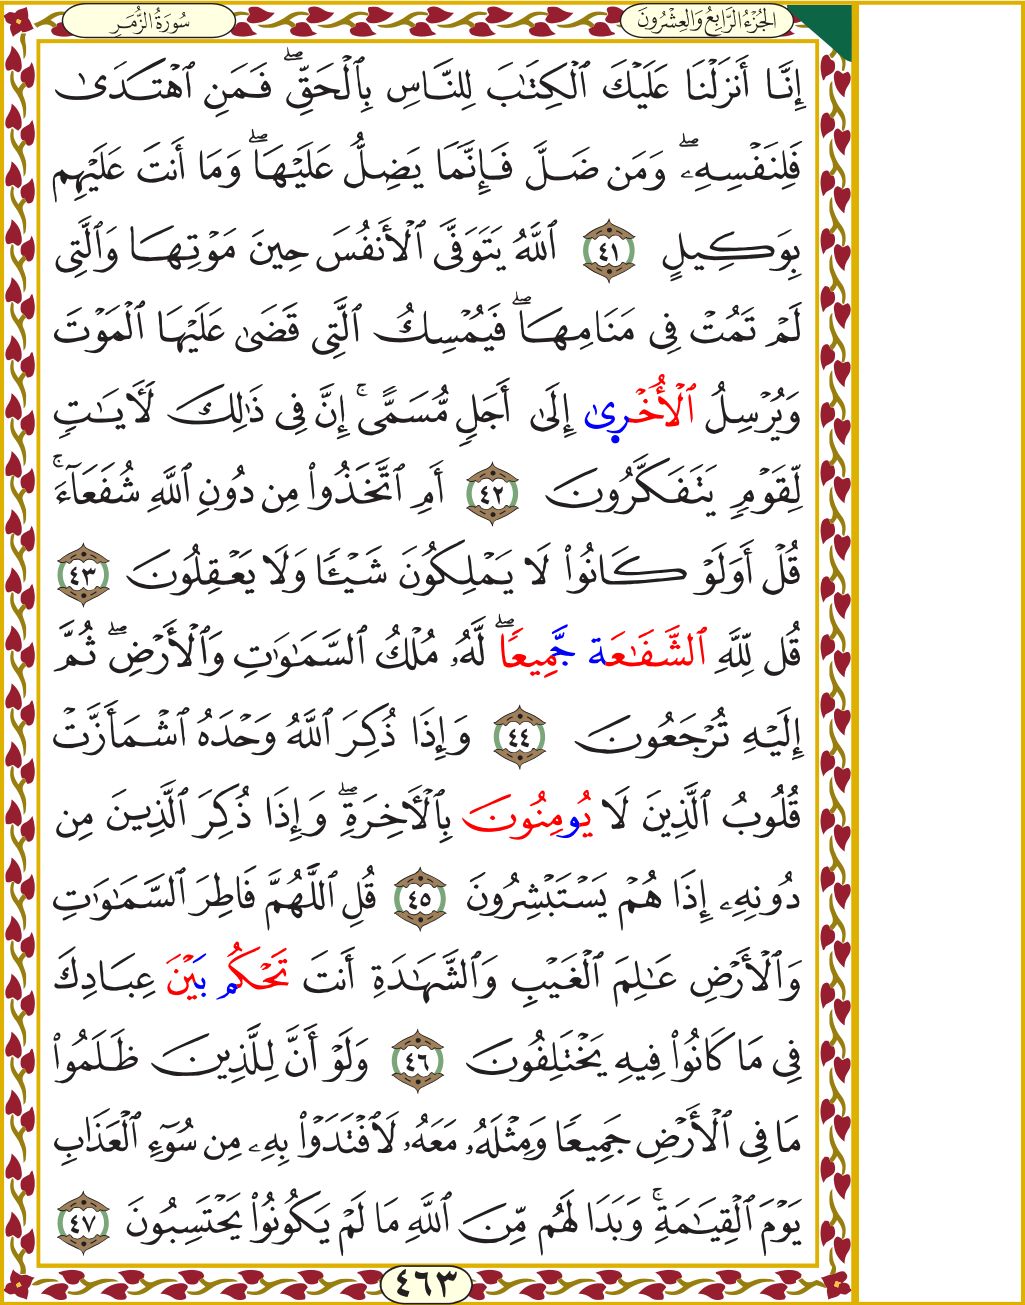 الجُزْءُ الرَّابِعُ وَالعِشْرُونَ
سُورَةُ الزُّمَرِ
إِنَّآ أَنزَلْنَا عَلَيْكَ ٱلْكِتَٰبَ لِلنَّاسِ بِٱلْحَقِّۖ فَمَنِ ٱهْتَدَىٰ
فَلِنَفْسِهِۦۖ وَمَن ضَلَّ فَإِنَّمَا يَضِلُّ عَلَيْهَاۖ وَمَآ أَنتَ عَلَيْهِم
بِوَكِيلٍ ٤١ ٱللَّهُ يَتَوَفَّى ٱلْأَنفُسَ حِينَ مَوْتِهَا وَٱلَّتِى
لَمْ تَمُتْ فِى مَنَامِهَاۖ فَيُمْسِكُ ٱلَّتِى قَضَىٰ عَلَيْهَا ٱلْمَوْتَ
وَيُرْسِلُ ٱلْأُخْرٜىٰ إِلَىٰٓ أَجَلٍ مُّسَمًّىۚ إِنَّ فِى ذَٰلِكَ لَءَايَٰتٍ
لِّقَوْمٍ يَتَفَكَّرُونَ ٤٢ أَمِ ٱتَّخَذُوا۟ مِن دُونِ ٱللَّهِ شُفَعَآءَۚ
قُلْ أَوَلَوْ كَانُوا۟ لَا يَمْلِكُونَ شَيْـًٔا وَلَا يَعْقِلُونَ ٤٣
قُل لِّلَّهِ ٱلشَّفَٰعَة جَّمِيعًاۖ لَّهُۥ مُلْكُ ٱلسَّمَٰوَٰتِ وَٱلْأَرْضِۖ ثُمَّ
إِلَيْهِ تُرْجَعُونَ ٤٤ وَإِذَا ذُكِرَ ٱللَّهُ وَحْدَهُ ٱشْمَأَزَّتْ
قُلُوبُ ٱلَّذِينَ لَا يُومِنُونَ بِٱلْءَاخِرَةِۖ وَإِذَا ذُكِرَ ٱلَّذِينَ مِن
دُونِهِۦٓ إِذَا هُمْ يَسْتَبْشِرُونَ ٤٥ قُلِ ٱللَّهُمَّ فَاطِرَ ٱلسَّمَٰوَٰتِ
وَٱلْأَرْضِ عَٰلِمَ ٱلْغَيْبِ وَٱلشَّهَٰدَةِ أَنتَ تَحْكُم بَيْنَ عِبَادِكَ
فِى مَا كَانُوا۟ فِيهِ يَخْتَلِفُونَ ٤٦ وَلَوْ أَنَّ لِلَّذِينَ ظَلَمُوا۟
مَا فِى ٱلْأَرْضِ جَمِيعًا وَمِثْلَهُۥ مَعَهُۥ لَٱفْتَدَوْا۟ بِهِۦ مِن سُوٓءِ ٱلْعَذَابِ
يَوْمَ ٱلْقِيَٰمَةِۚ وَبَدَا لَهُم مِّنَ ٱللَّهِ مَا لَمْ يَكُونُوا۟ يَحْتَسِبُونَ ٤٧
٤٦٣